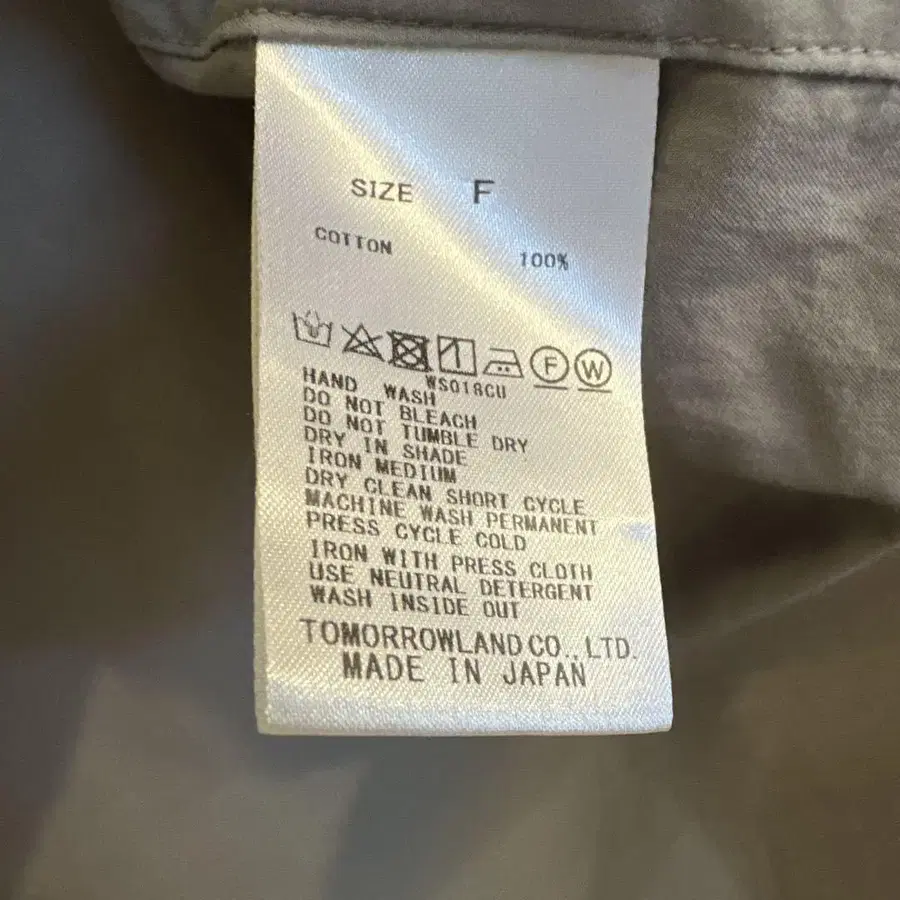 SIZE F
COTTON 100%
F W
WS018CU
HAND WASH
DO NOT BLEACH
DO NOT TUMBLE DRY
DRY IN SHADE
IRON MEDIUM
DRY CLEAN SHORT CYCLE
MACHINE WASH PERMANENT
PRESS CYCLE COLD
IRON WITH PRESS CLOTH
USE NEUTRAL DETERGENT
WASH INSIDE OUT
TOMORROWLAND CO., LTD.
MADE IN JAPAN